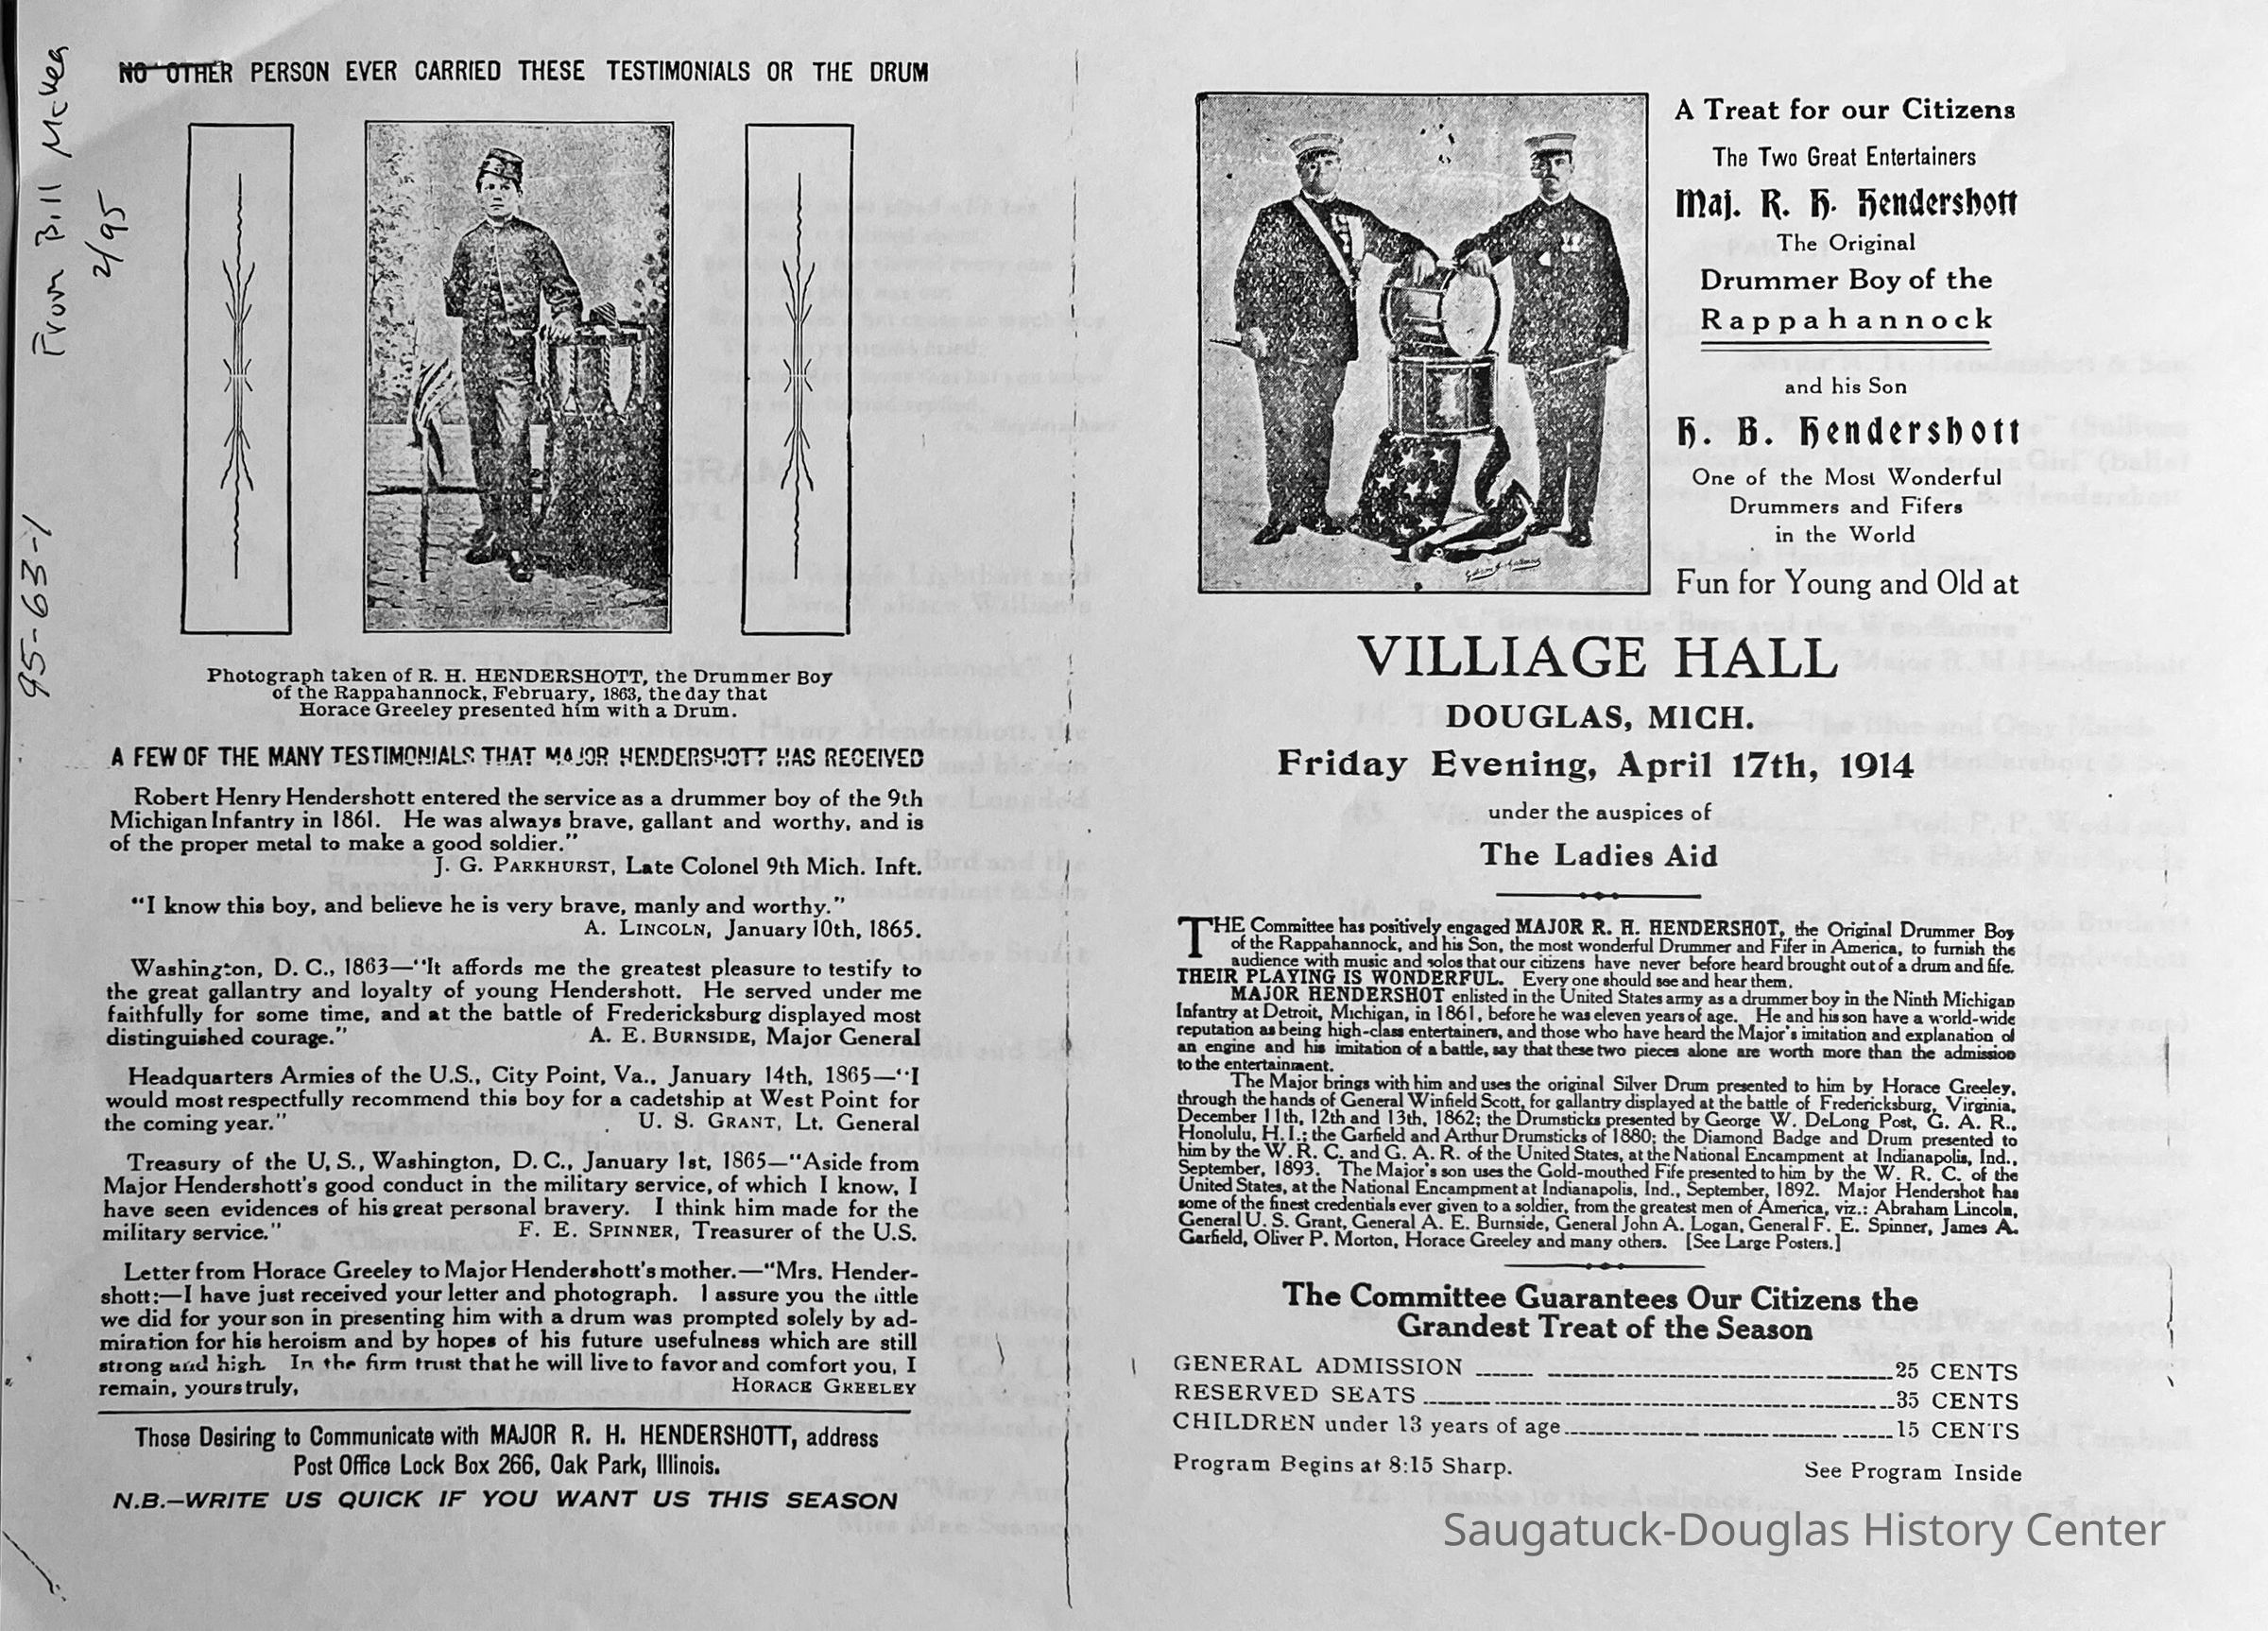 From Bill McVea
2/95
95-63-1
NO OTHER PERSON EVER CARRIED THESE TESTIMONIALS OR THE DRUM
Photograph taken of R. H. HENDERSHOTT, the Drummer Boy
of the Rappahannock, February, 1863, the day that
Horace Greeley presented him with a Drum.
A FEW OF THE MANY TESTIMONIALS THAT MAJOR HENDERSHOTT HAS RECEIVED
Robert Henry Hendershott entered the service as a drummer boy of the 9th
Michigan Infantry in 1861. He was always brave, gallant and worthy, and is
of the proper metal to make a good soldier."
J. G. PARKHURST, Late Colonel 9th Mich. Inft.
"I know this boy, and believe he is very brave, manly and worthy."
A. LINCOLN, January 10th, 1865.
Washington, D. C., 1863—"It affords me the greatest pleasure to testify to
the great gallantry and loyalty of young Hendershott. He served under me
faithfully for some time, and at the battle of Fredericksburg displayed most
distinguished courage." A. E. BURNSIDE, Major General
Headquarters Armies of the U.S., City Point, Va., January 14th, 1865—"I
would most respectfully recommend this boy for a cadetship at West Point for
the coming year." U. S. GRANT, Lt. General
Treasury of the U. S., Washington, D. C., January 1st, 1865—"Aside from
Major Hendershott's good conduct in the military service, of which I know, I
have seen evidences of his great personal bravery. I think him made for the
military service." F. E. SPINNER, Treasurer of the U.S.
Letter from Horace Greeley to Major Hendershott's mother.—"Mrs. Hender-
shott:—I have just received your letter and photograph. I assure you the little
we did for your son in presenting him with a drum was prompted solely by ad-
miration for his heroism and by hopes of his future usefulness which are still
strong and high. In the firm trust that he will live to favor and comfort you, I
remain, yours truly, HORACE GREELEY
Those Desiring to Communicate with MAJOR R. H. HENDERSHOTT, address
Post Office Lock Box 266, Oak Park, Illinois.
N.B.—WRITE US QUICK IF YOU WANT US THIS SEASON
A Treat for our Citizens
The Two Great Entertainers
Maj. R. H. Hendershott
The Original
Drummer Boy of the
Rappahannock
and his Son
H. B. Hendershott
One of the Most Wonderful
Drummers and Fifers
in the World
Fun for Young and Old at
VILLIAGE HALL
DOUGLAS, MICH.
Friday Evening, April 17th, 1914
under the auspices of
The Ladies Aid
THE Committee has positively engaged MAJOR R. H. HENDERSHOT, the Original Drummer Boy
of the Rappahannock, and his Son, the most wonderful Drummer and Fifer in America, to furnish the
audience with music and solos that our citizens have never before heard brought out of a drum and fife.
THEIR PLAYING IS WONDERFUL. Every one should see and hear them.
MAJOR HENDERSHOT enlisted in the United States army as a drummer boy in the Ninth Michigan
Infantry at Detroit, Michigan, in 1861, before he was eleven years of age. He and his son have a world-wide
reputation as being high-class entertainers, and those who have heard the Major's imitation and explanation of
an engine and his imitation of a battle, say that these two pieces alone are worth more than the admission
to the entertainment.
The Major brings with him and uses the original Silver Drum presented to him by Horace Greeley,
through the hands of General Winfield Scott, for gallantry displayed at the battle of Fredericksburg, Virginia,
December 11th, 12th and 13th, 1862; the Drumsticks presented by George W. DeLong Post, G. A. R.,
Honolulu, H. I.; the Garfield and Arthur Drumsticks of 1880; the Diamond Badge and Drum presented to
him by the W. R. C. and G. A. R. of the United States, at the National Encampment at Indianapolis, Ind.,
September, 1893. The Major's son uses the Gold-mouthed Fife presented to him by the W. R. C. of the
United States, at the National Encampment at Indianapolis, Ind., September, 1892. Major Hendershot has
some of the finest credentials ever given to a soldier, from the greatest men of America, viz.: Abraham Lincoln,
General U. S. Grant, General A. E. Burnside, General John A. Logan, General F. E. Spinner, James A.
Garfield, Oliver P. Morton, Horace Greeley and many others. [See Large Posters.]
The Committee Guarantees Our Citizens the
Grandest Treat of the Season
GENERAL ADMISSION 25 CENTS
RESERVED SEATS 35 CENTS
CHILDREN under 13 years of age 15 CENTS
Program Begins at 8:15 Sharp. See Program Inside
Saugatuck-Douglas History Center